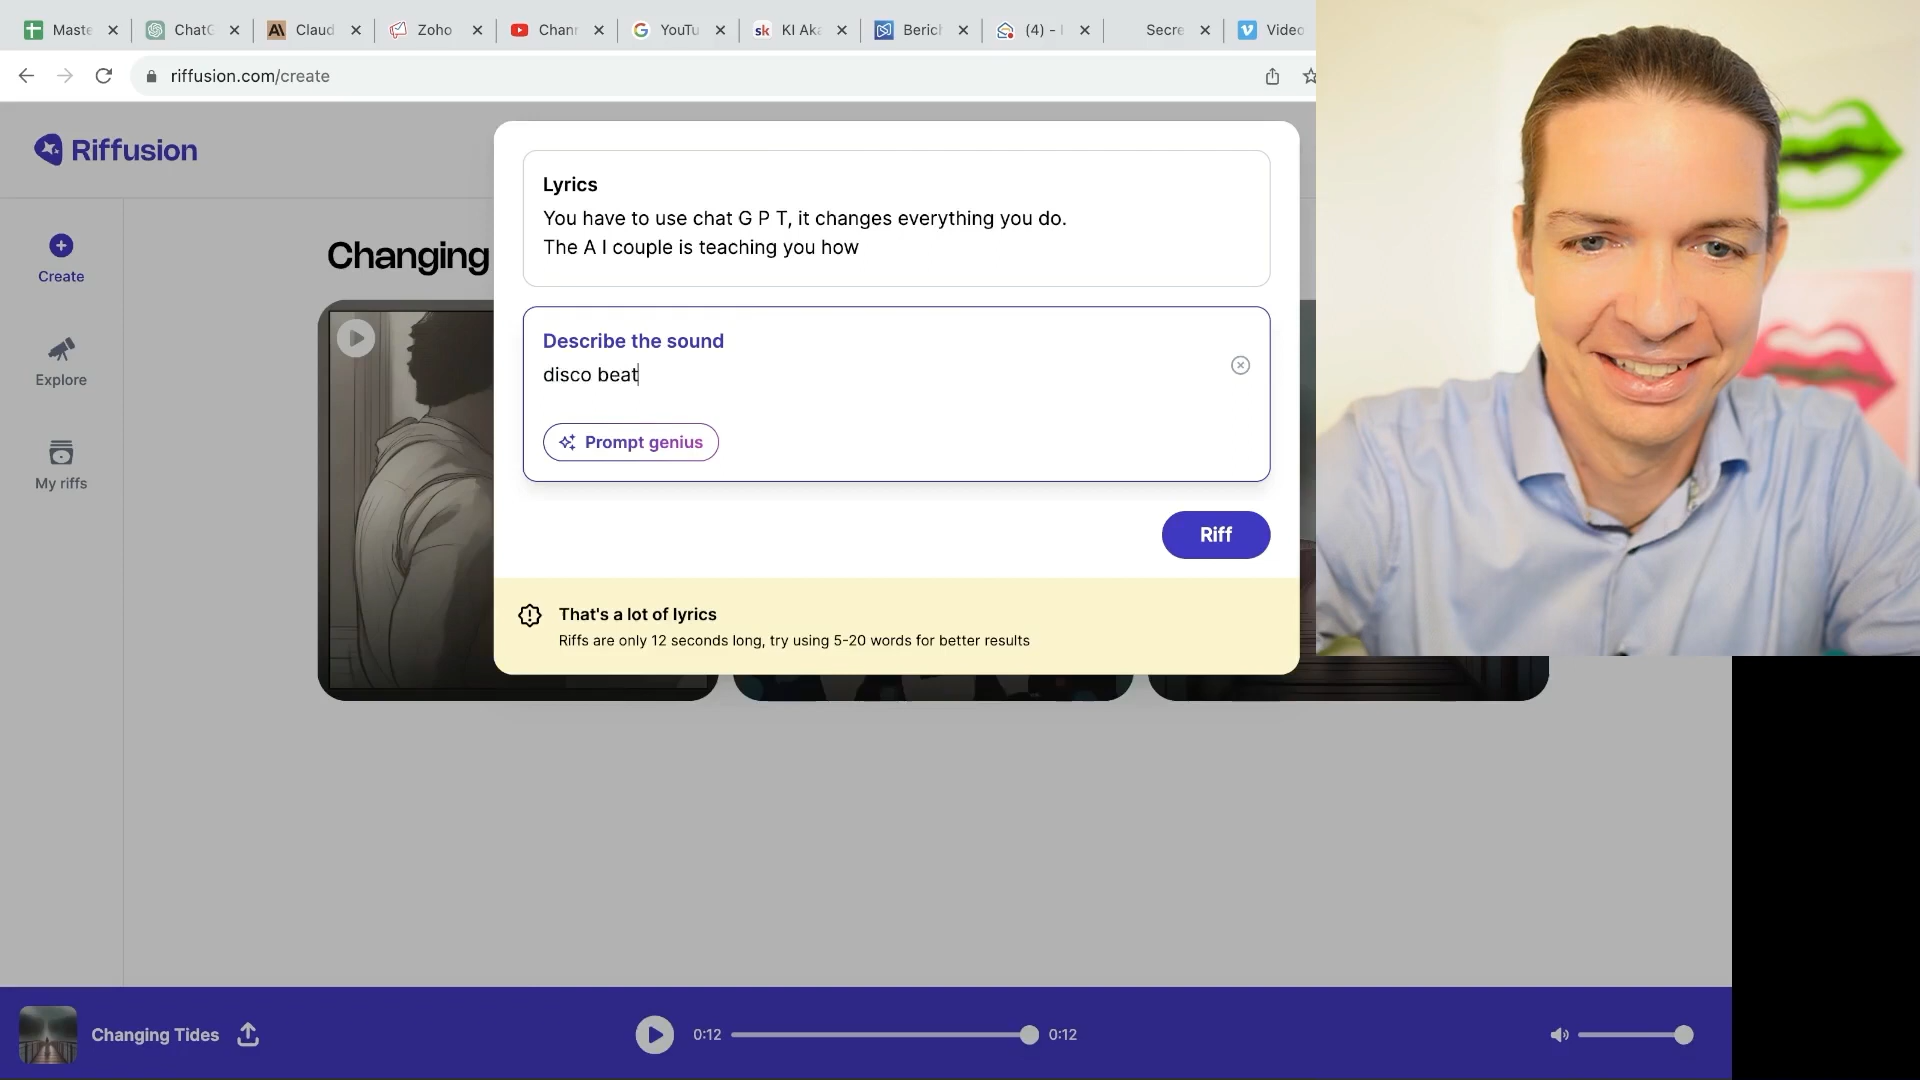 Maste
ChatG
Claud
Zoho
Chann
YouTu
sk
KI Aka
Berich
(4) -
Secre
Video
riffusion.com/create
Riffusion
Create
Explore
My riffs
Changing
Lyrics
You have to use chat G P T, it changes everything you do.
The A I couple is teaching you how
Describe the sound
disco beat
Prompt genius
Riff
That's a lot of lyrics
Riffs are only 12 seconds long, try using 5-20 words for better results
Changing Tides
0:12
0:12